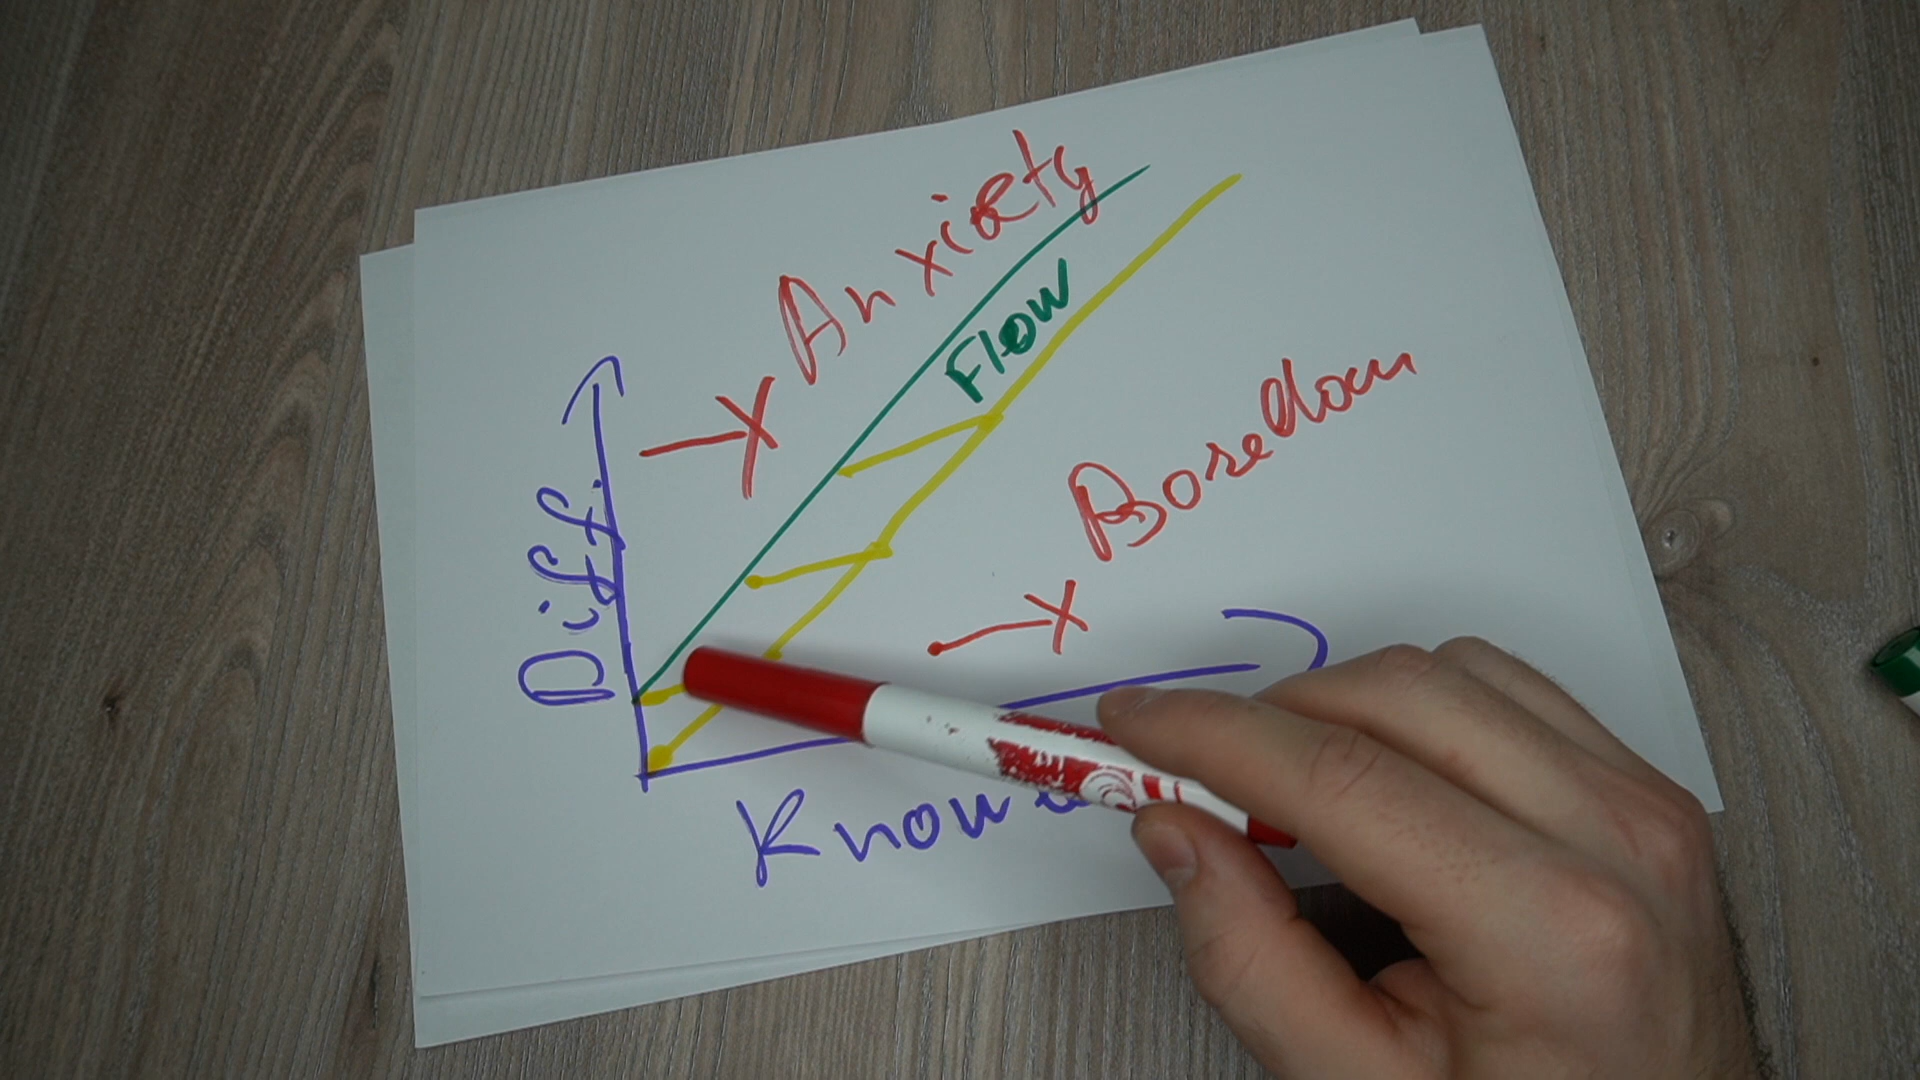 Anxiety
X
Flow
Boredom
X
Diff.
Know